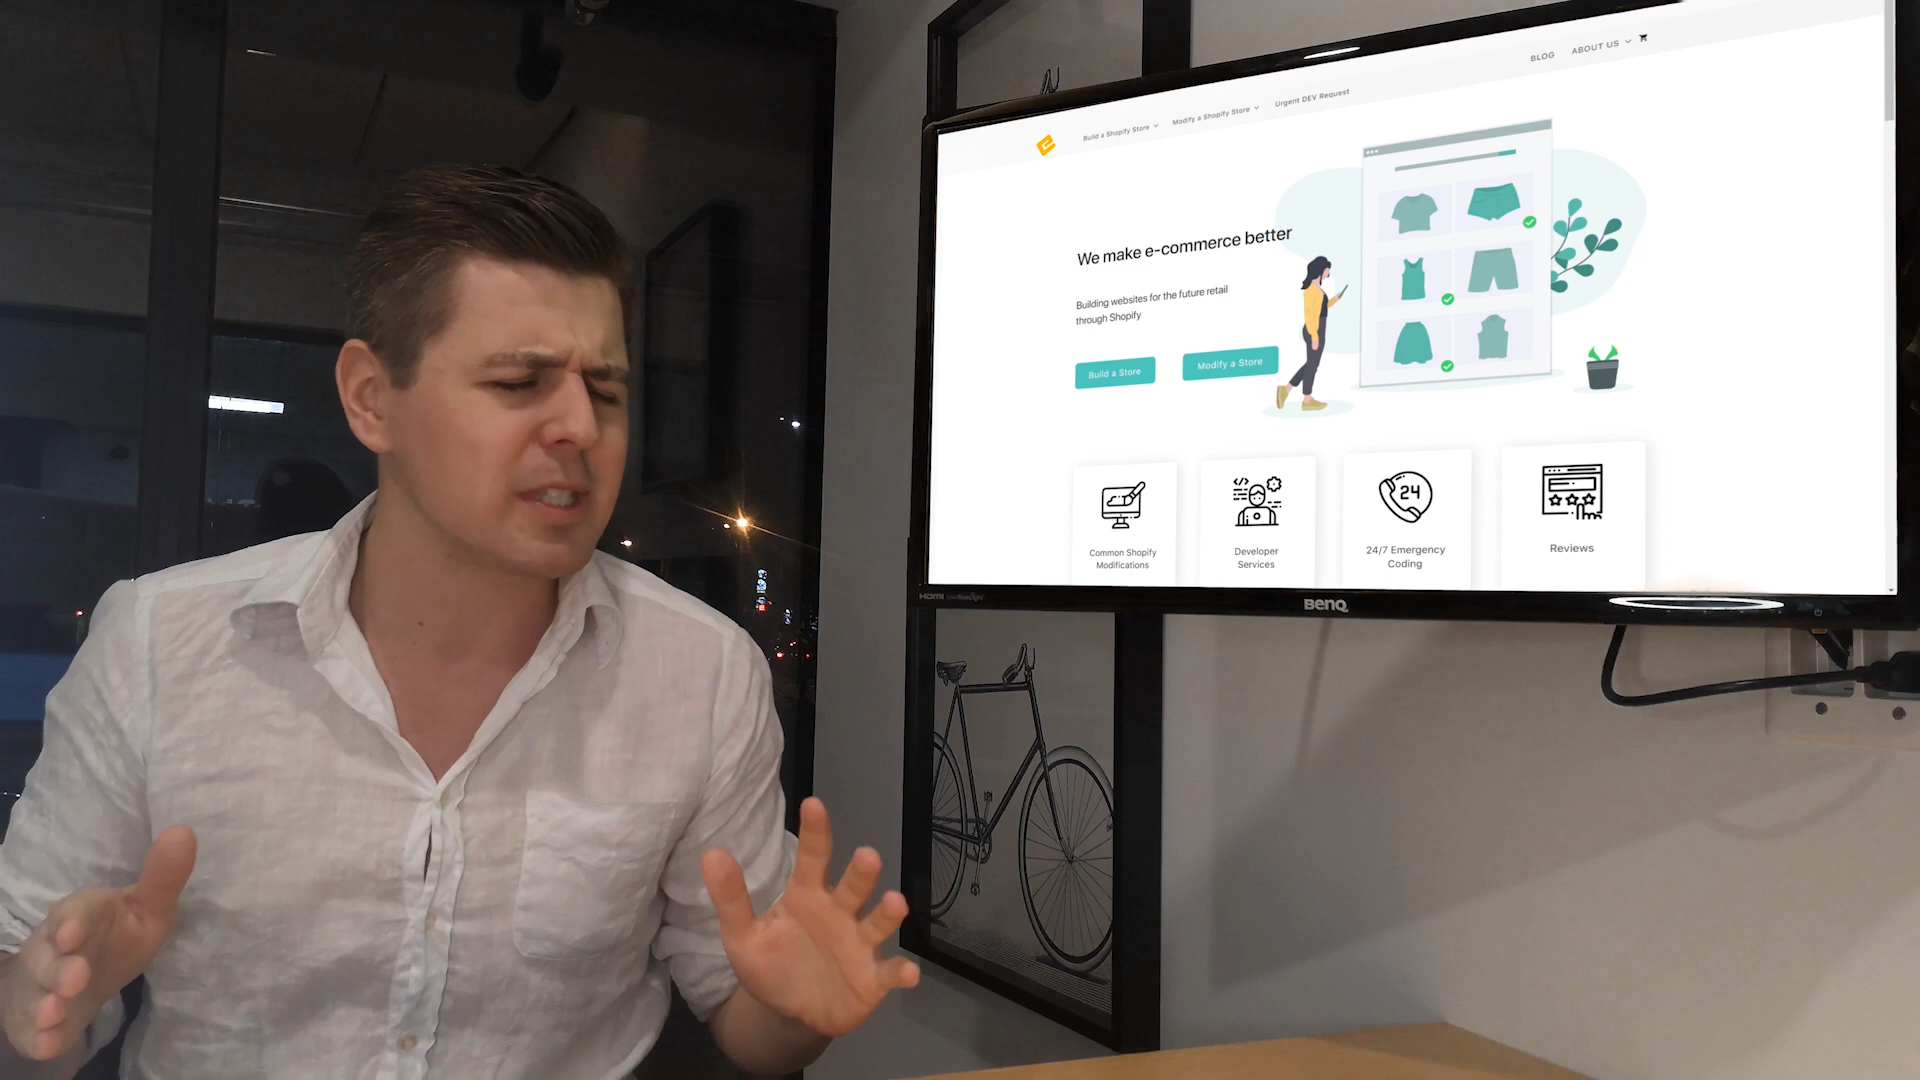 BLOG
ABOUT US
Build a Shopify Store
Modify a Shopify Store
Urgent DEV Request
We make e-commerce better
Building websites for the future retail
through Shopify
Build a Store
Modify a Store
24
Common Shopify
Modifications
Developer
Services
24/7 Emergency
Coding
Reviews
HDMI
BenQ